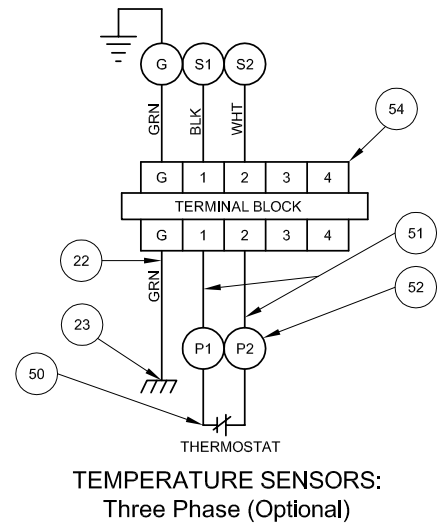 G S1 S2
GRN BLK WHT
54
G 1 2 3 4
TERMINAL BLOCK
G 1 2 3 4
51
22
GRN
52
23
P1 P2
50
THERMOSTAT
TEMPERATURE SENSORS:
Three Phase (Optional)